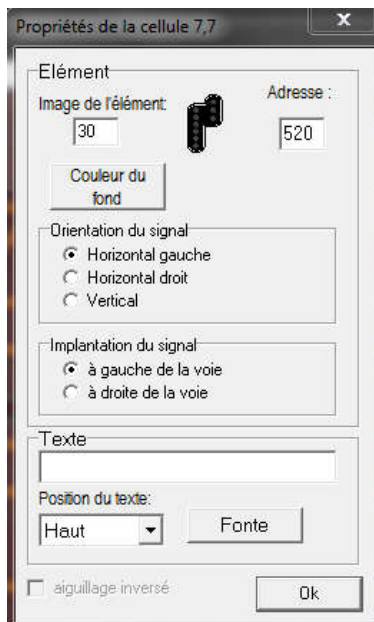 Propriétés de la cellule 7,7
x
Elément
Image de l'élément:
Adresse :
30
520
Couleur du
fond
Orientation du signal
Horizontal gauche
Horizontal droit
Vertical
Implantation du signal
à gauche de la voie
à droite de la voie
Texte
Position du texte:
Haut
Fonte
aiguillage inversé
Ok